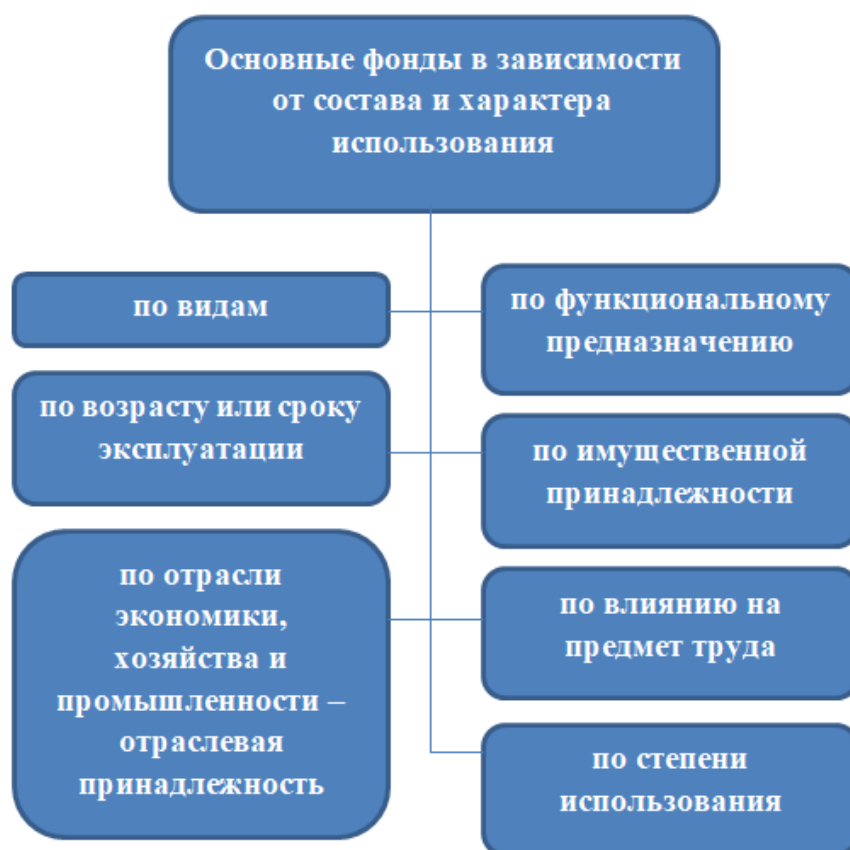 Основные фонды в зависимости
от состава и характера
использования
по видам
по функциональному
предназначению
по возрасту или сроку
эксплуатации
по имущественной
принадлежности
по отрасли
экономики,
хозяйства и
промышленности –
отраслевая
принадлежность
по влиянию на
предмет труда
по степени
использования